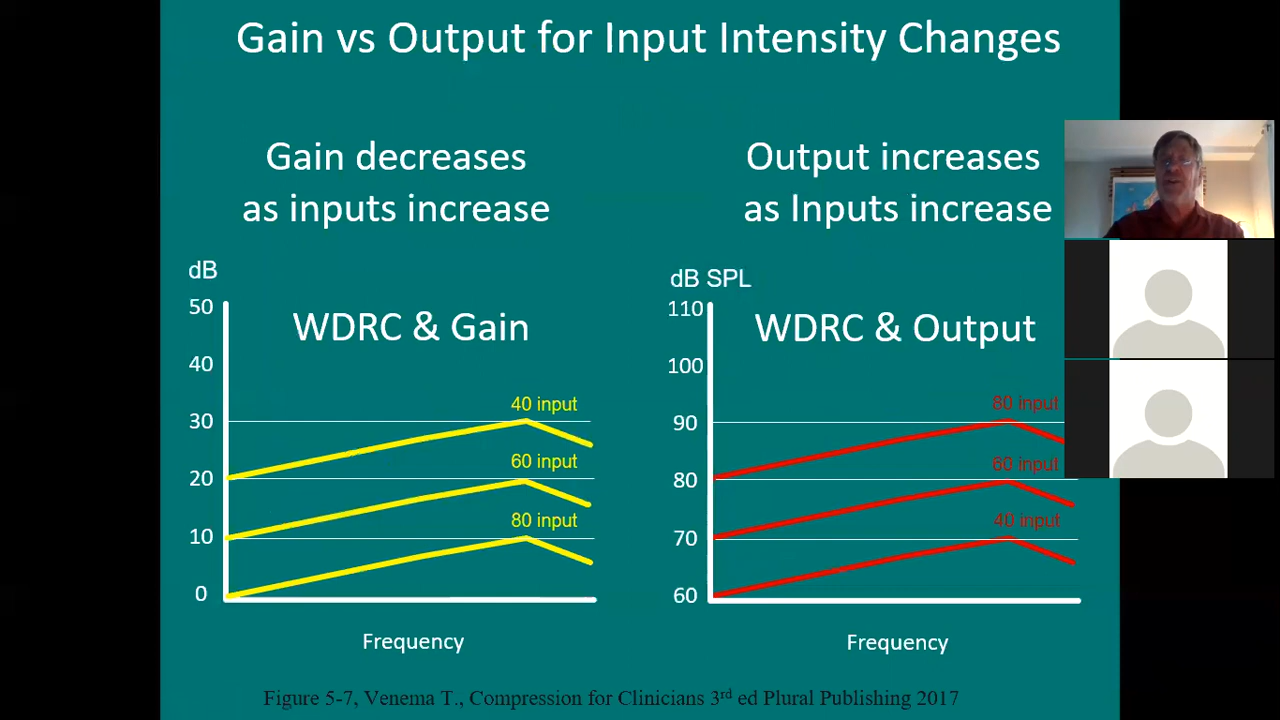 Gain vs Output for Input Intensity Changes
Gain decreases
as inputs increase
dB
50
40
30
20
10
0
WDRC & Gain
40 input
60 input
80 input
Frequency
Output increases
as Inputs increase
dB SPL
110
100
90
80
70
60
WDRC & Output
80 input
60 input
40 input
Frequency
Figure 5-7, Venema T., Compression for Clinicians 3rd ed Plural Publishing 2017